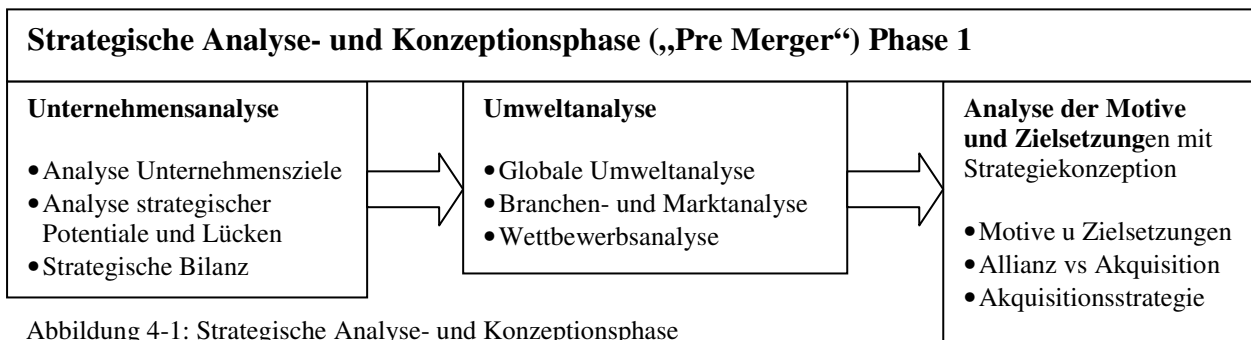 Strategische Analyse- und Konzeptionsphase („Pre Merger“) Phase 1
Unternehmensanalyse
• Analyse Unternehmensziele
• Analyse strategischer
Potentiale und Lücken
• Strategische Bilanz
Umweltanalyse
• Globale Umweltanalyse
• Branchen- und Marktanalyse
• Wettbewerbsanalyse
Analyse der Motive
und Zielsetzungen mit
Strategiekonzeption
• Motive u Zielsetzungen
• Allianz vs Akquisition
• Akquisitionsstrategie
Abbildung 4-1: Strategische Analyse- und Konzeptionsphase